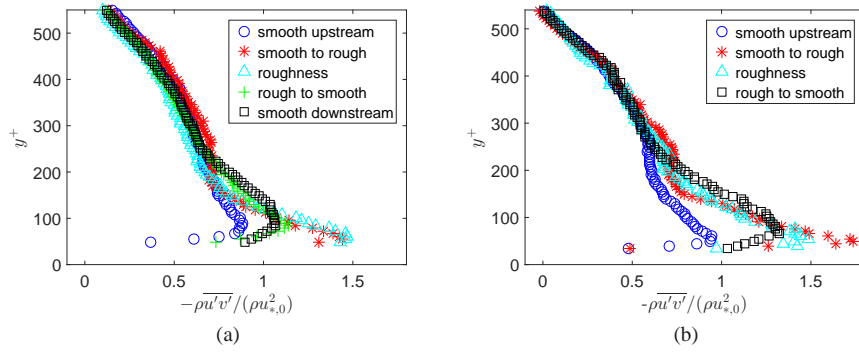 500
400
300
200
100
0
y⁺
0
0.5
1
1.5
−ρu′v′/(ρu²*,0)
smooth upstream
smooth to rough
roughness
rough to smooth
smooth downstream
(a)
500
400
300
200
100
0
y⁺
0
0.5
1
1.5
-ρu′v′/(ρu²*,0)
smooth upstream
smooth to rough
roughness
rough to smooth
(b)